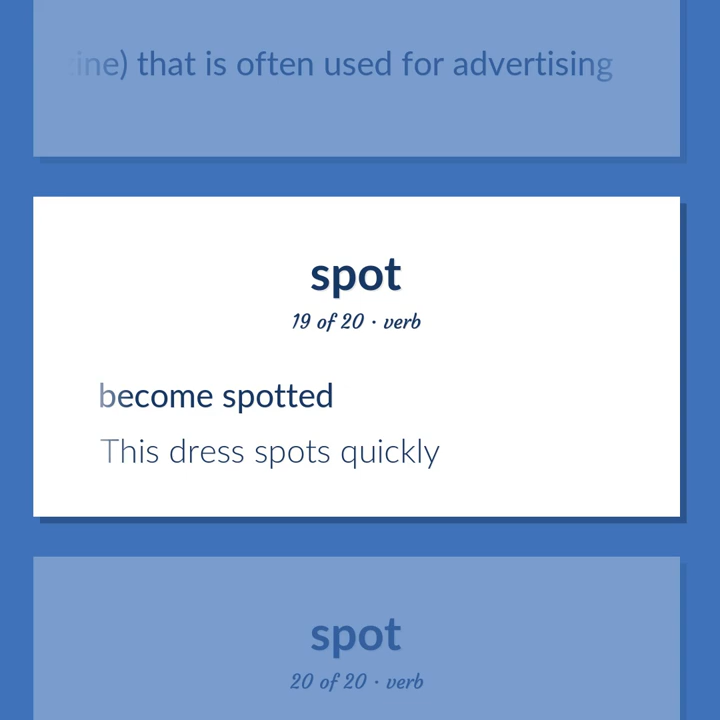 that is often used for advertising
spot
19 of 20 · verb
become spotted
This dress spots quickly
spot
20 of 20 · verb